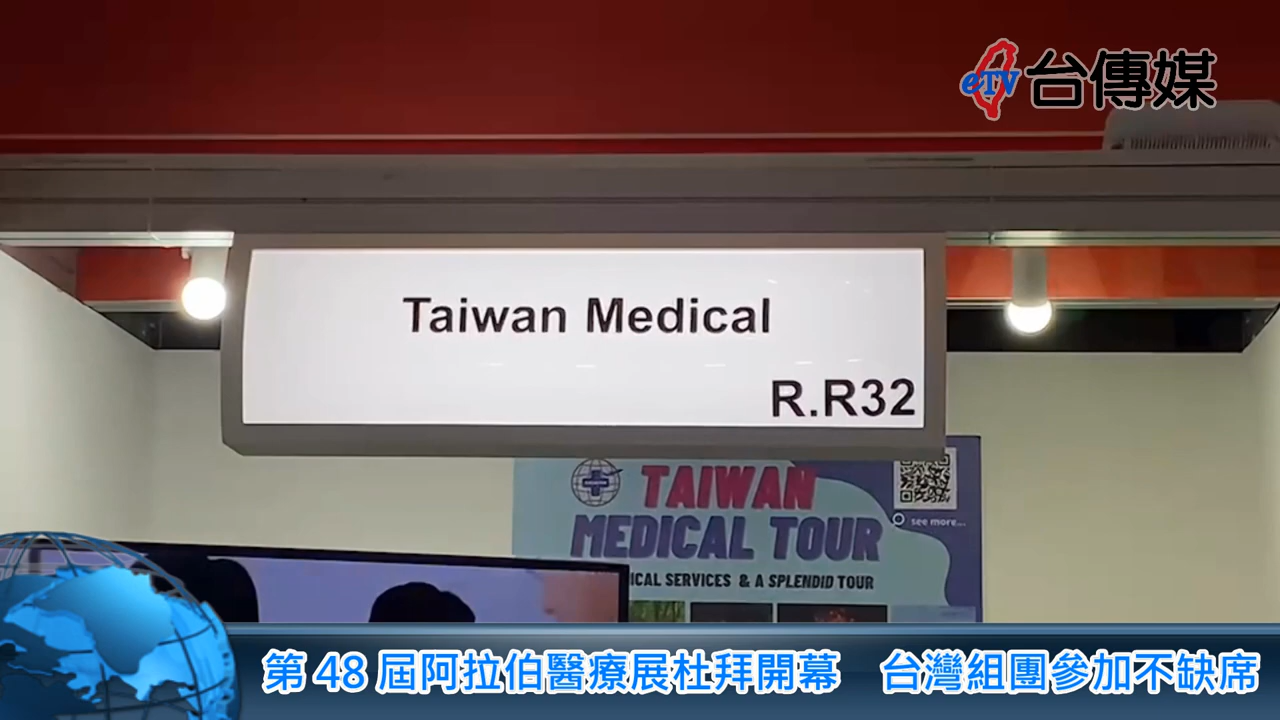 eTV 台傳媒
Taiwan Medical
R.R32
TAIWAN
MEDICAL TOUR
see more...
ICAL SERVICES & A SPLENDID TOUR
第 48 屆阿拉伯醫療展杜拜開幕 台灣組團參加不缺席